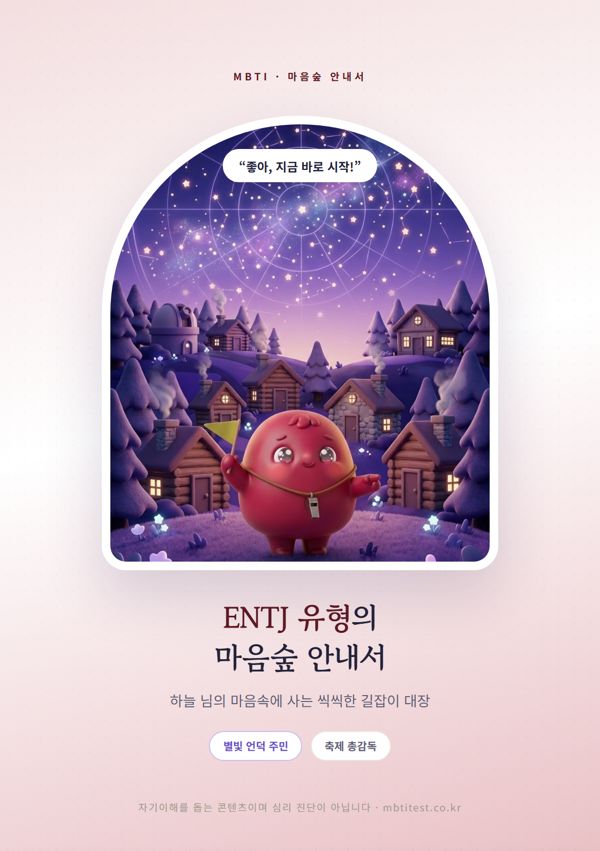 MBTI · 마음숲 안내서
“좋아, 지금 바로 시작!”
ENTJ 유형의
마음숲 안내서
하늘 님의 마음속에 사는 씩씩한 길잡이 대장
별빛 언덕 주민
축제 총감독
자기이해를 돕는 콘텐츠이며 심리 진단이 아닙니다 · mbtitest.co.kr